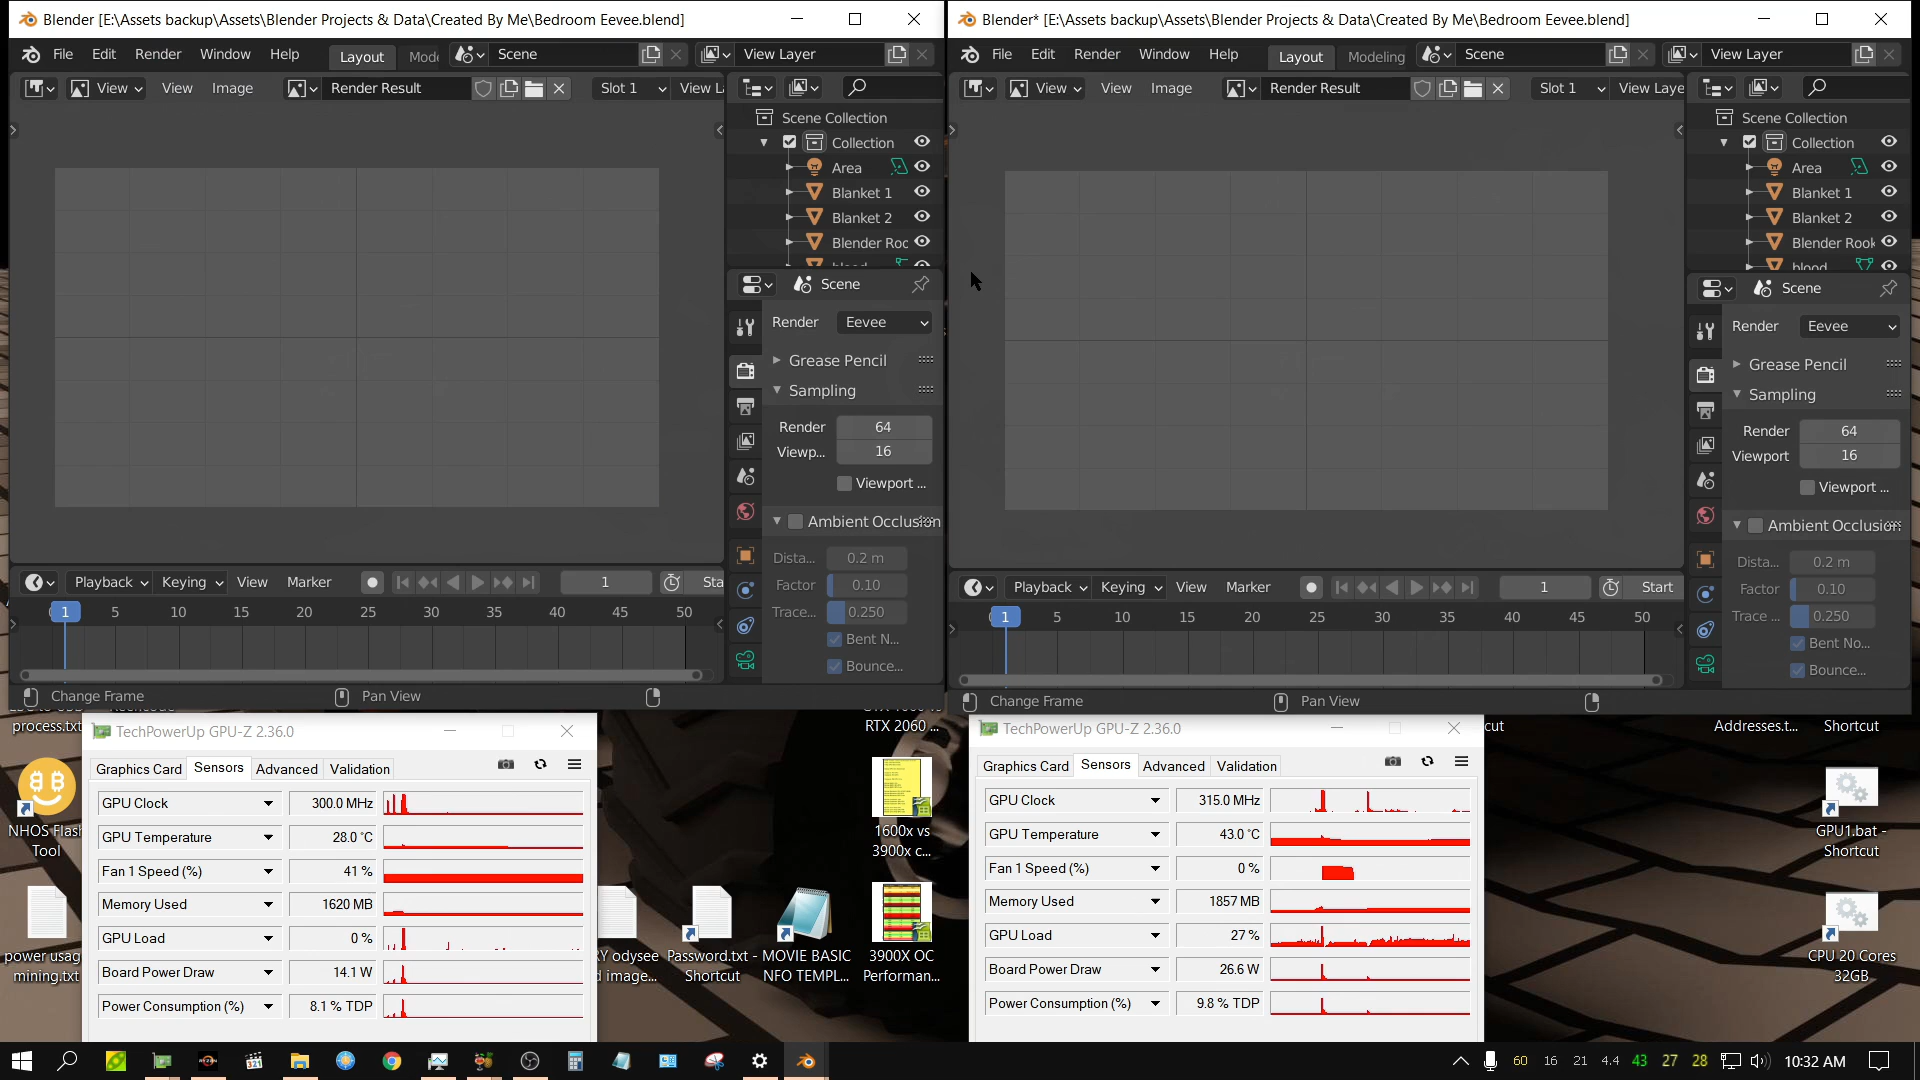 Blender [E:\Assets backup\Assets\Blender Projects & Data\Created By Me\Bedroom Eevee.blend]
File Edit Render Window Help Layout Mode Scene View Layer
View View Image Render Result Slot 1 View L
Scene Collection
Collection
Area
Blanket 1
Blanket 2
Blender Roo
Scene
Render Eevee
Grease Pencil
Sampling
Render 64
Viewp... 16
Viewport ...
Ambient Occlusion
Dista... 0.2 m
Factor 0.10
Trace... 0.250
Bent N...
Bounce...
Playback Keying View Marker 1 Sta
1 5 10 15 20 25 30 35 40 45 50
Change Frame Pan View
Blender* [E:\Assets backup\Assets\Blender Projects & Data\Created By Me\Bedroom Eevee.blend]
File Edit Render Window Help Layout Modeling Scene View Layer
View View Image Render Result Slot 1 View Laye
Scene Collection
Collection
Area
Blanket 1
Blanket 2
Blender Rook
blood
Scene
Render Eevee
Grease Pencil
Sampling
Render 64
Viewport 16
Viewport ...
Ambient Occlusion
Dista... 0.2 m
Factor 0.10
Trace ... 0.250
Bent No...
Bounce...
Playback Keying View Marker 1 Start
1 5 10 15 20 25 30 35 40 45 50
Change Frame Pan View
process.txt
RTX 2060 ...
cut
Addresses.t...
Shortcut
TechPowerUp GPU-Z 2.36.0
Graphics Card Sensors Advanced Validation
GPU Clock 300.0 MHz
GPU Temperature 28.0 °C
Fan 1 Speed (%) 41 %
Memory Used 1620 MB
GPU Load 0 %
Board Power Draw 14.1 W
Power Consumption (%) 8.1 % TDP
TechPowerUp GPU-Z 2.36.0
Graphics Card Sensors Advanced Validation
GPU Clock 315.0 MHz
GPU Temperature 43.0 °C
Fan 1 Speed (%) 0 %
Memory Used 1857 MB
GPU Load 27 %
Board Power Draw 26.6 W
Power Consumption (%) 9.8 % TDP
NHOS Flash
Tool
1600x vs
3900x c...
GPU1.bat -
Shortcut
power usag
mining.txt
XY odysee
d image...
Password.txt -
Shortcut
MOVIE BASIC
NFO TEMPL...
3900X OC
Performan...
CPU 20 Cores
32GB
60 16 21 4.4 43 27 28 10:32 AM